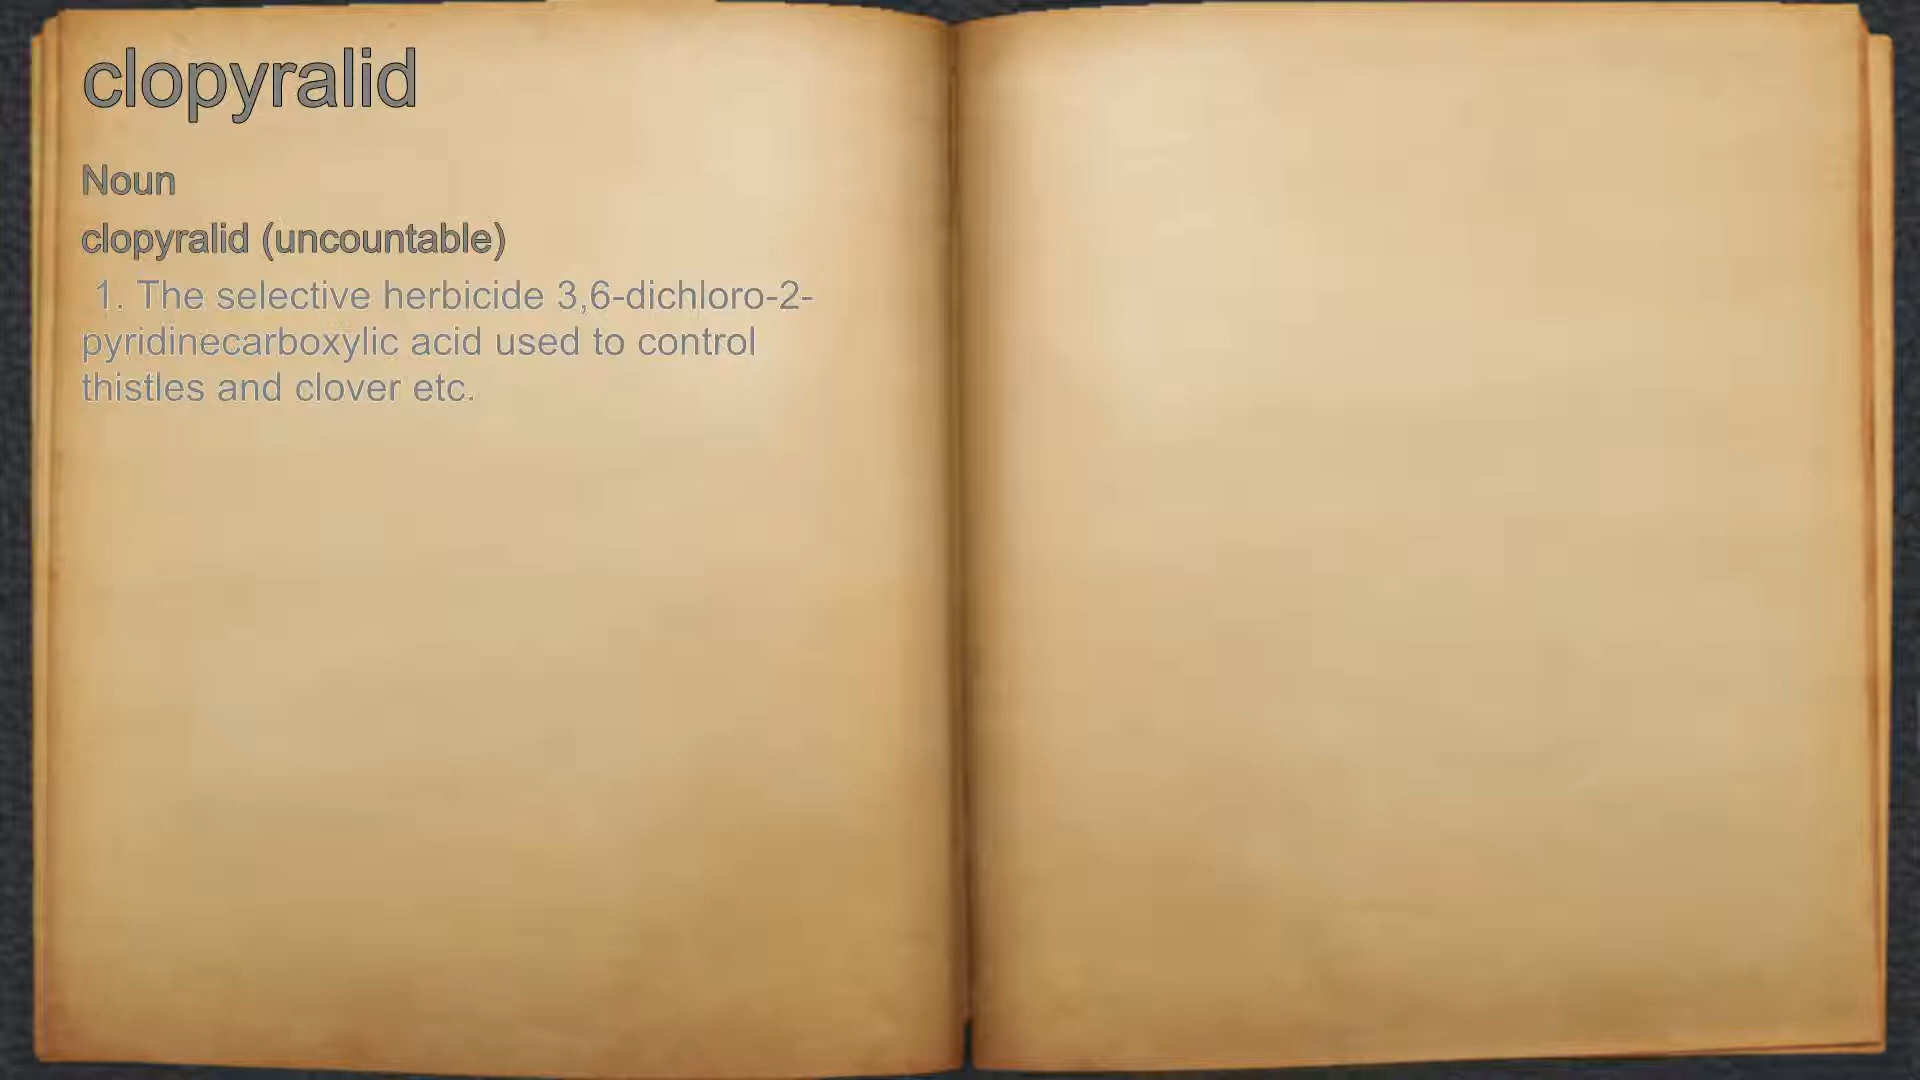 clopyralid
Noun
clopyralid (uncountable)
1. The selective herbicide 3,6-dichloro-2-
pyridinecarboxylic acid used to control
thistles and clover etc.